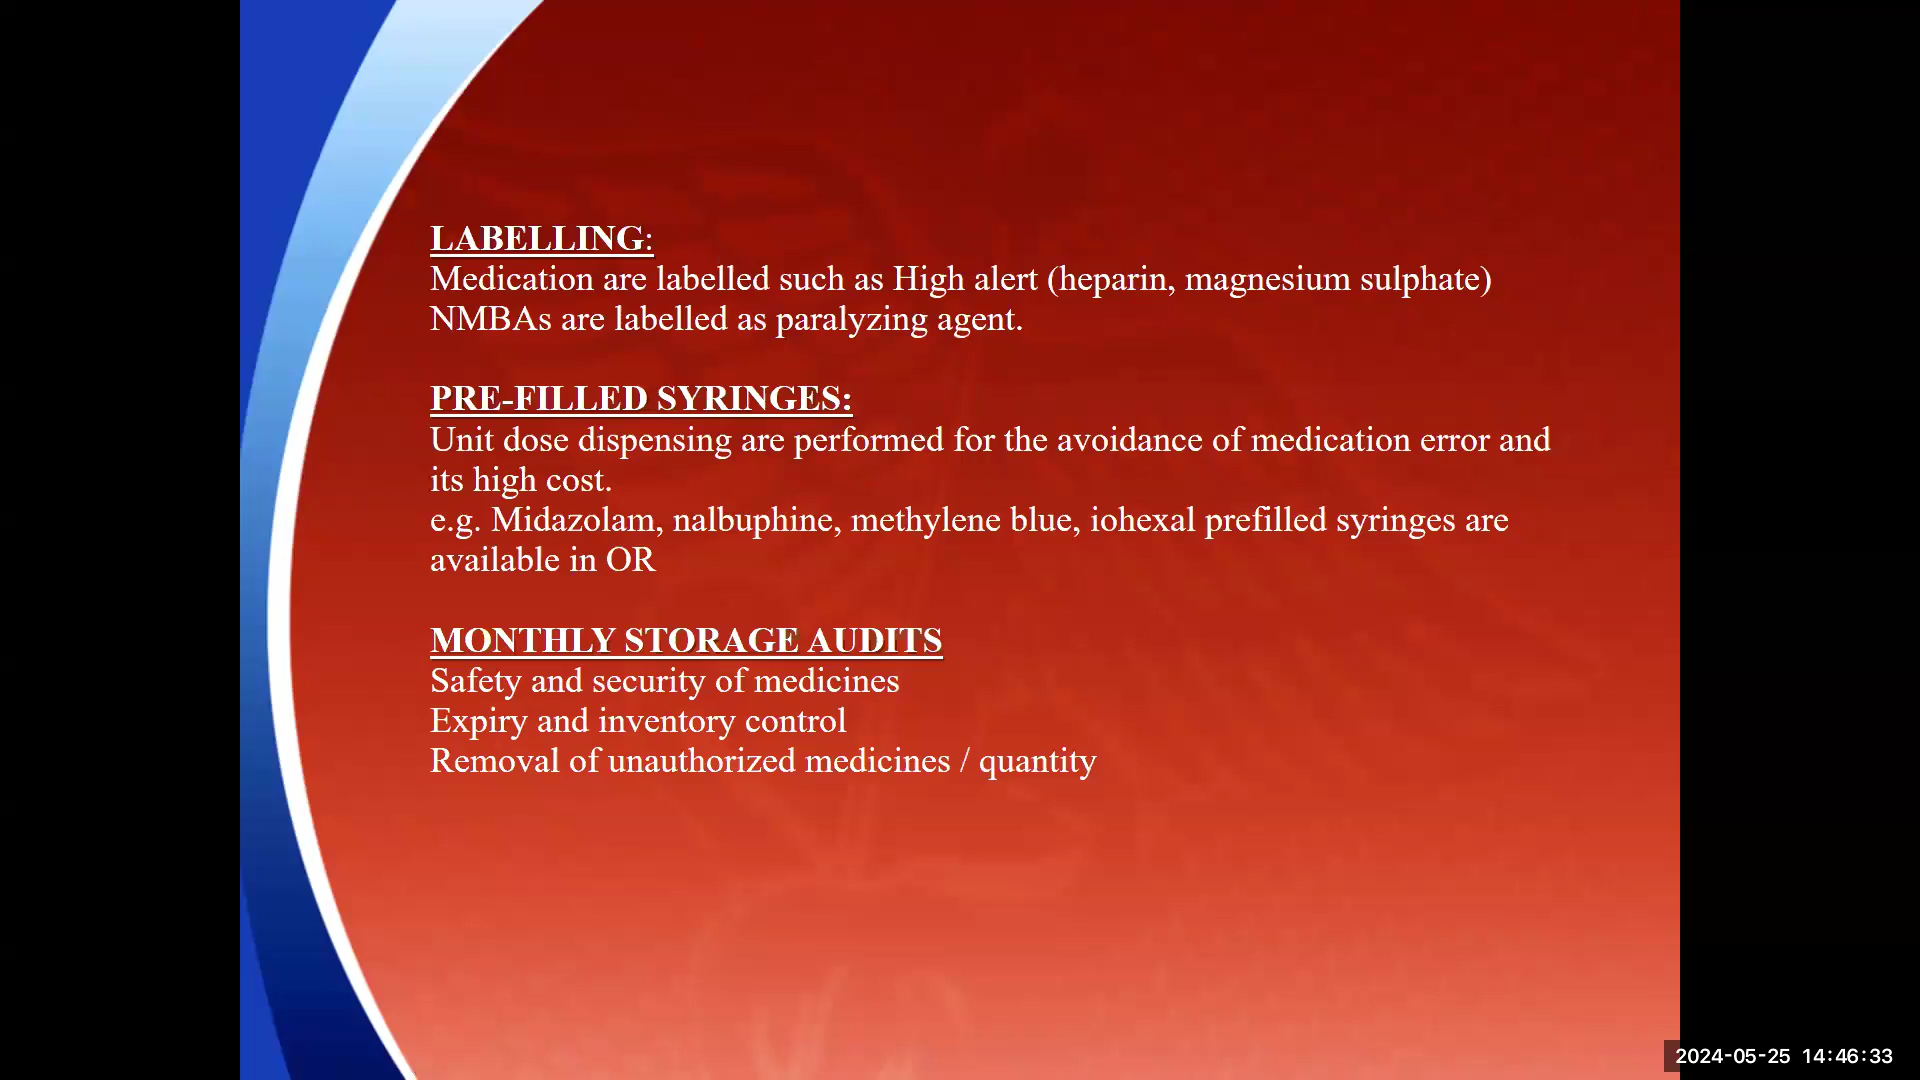 LABELLING:
Medication are labelled such as High alert (heparin, magnesium sulphate)
NMBAs are labelled as paralyzing agent.
PRE-FILLED SYRINGES:
Unit dose dispensing are performed for the avoidance of medication error and
its high cost.
e.g. Midazolam, nalbuphine, methylene blue, iohexal prefilled syringes are
available in OR
MONTHLY STORAGE AUDITS
Safety and security of medicines
Expiry and inventory control
Removal of unauthorized medicines / quantity
2024-05-25 14:46:33